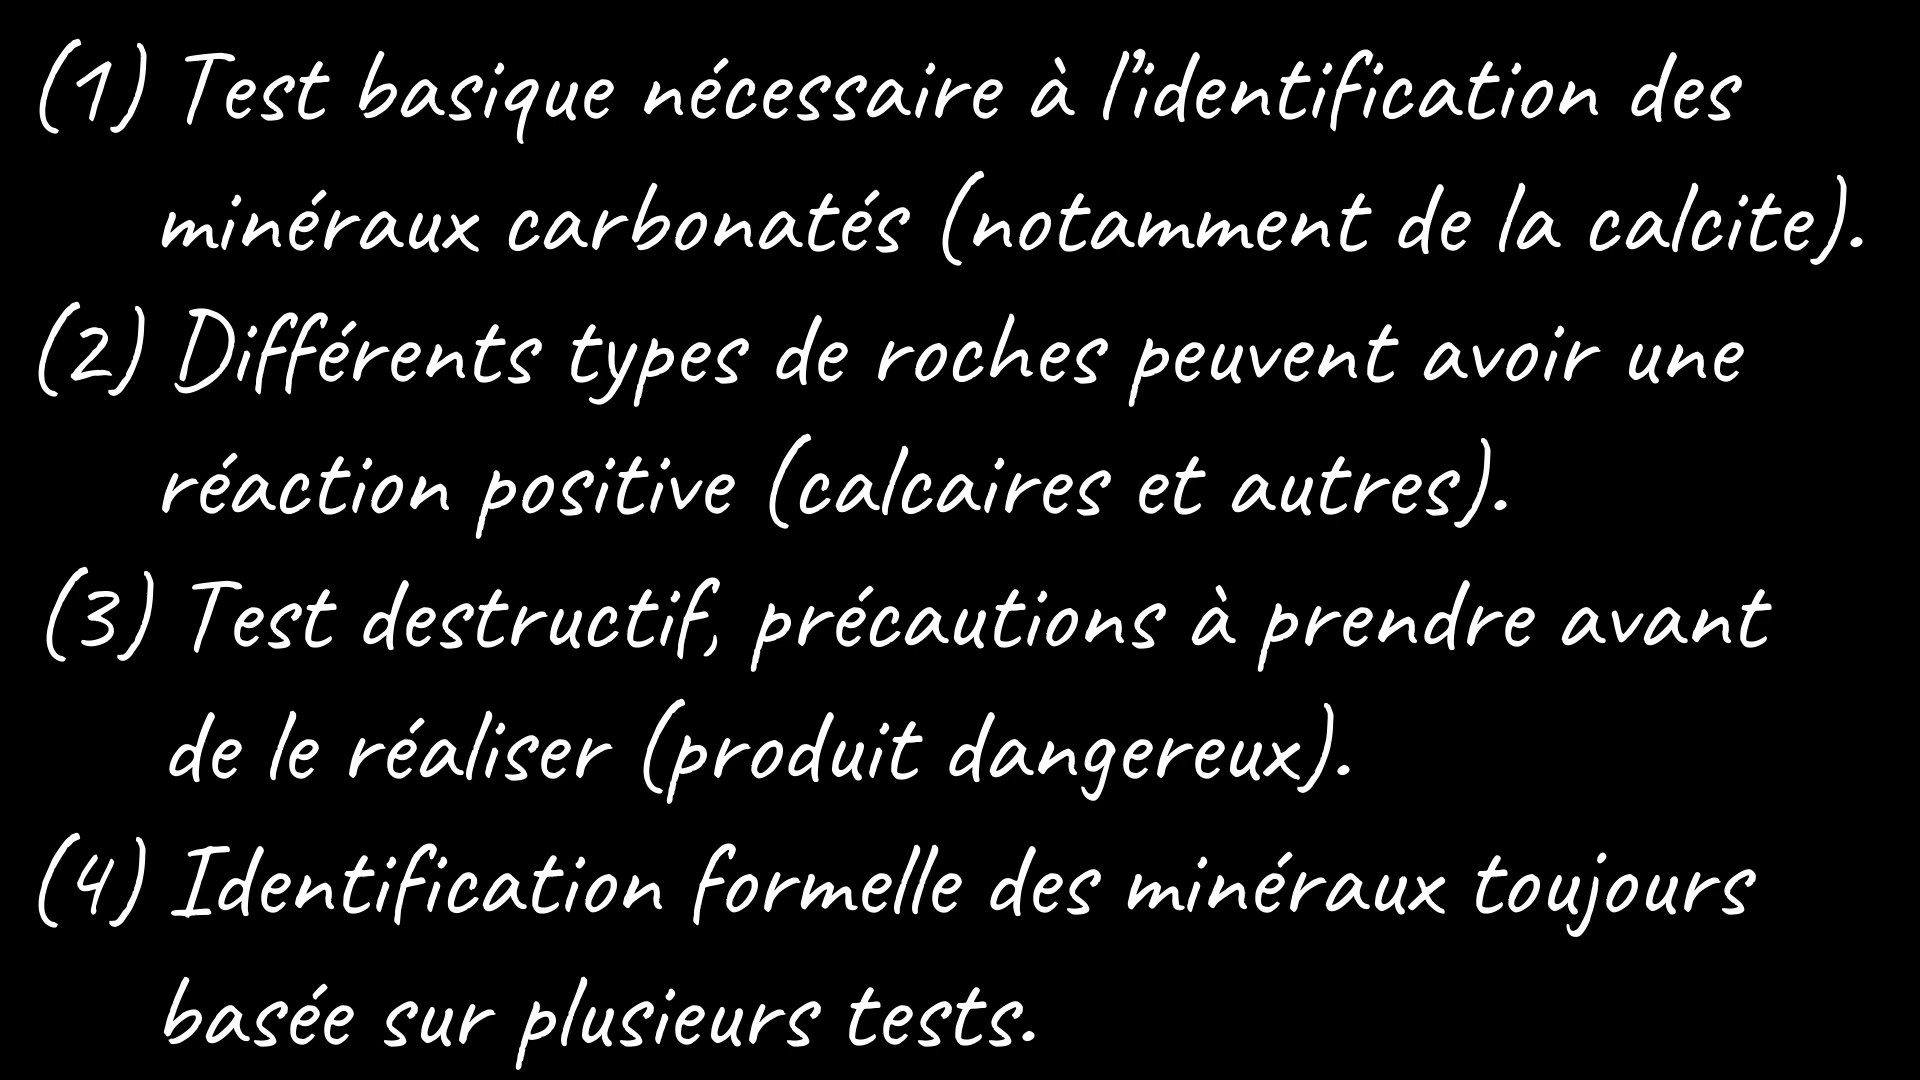 (1) Test basique nécessaire à l'identification des
minéraux carbonatés (notamment de la calcite).
(2) Différents types de roches peuvent avoir une
réaction positive (calcaires et autres).
(3) Test destructif, précautions à prendre avant
de le réaliser (produit dangereux).
(4) Identification formelle des minéraux toujours
basée sur plusieurs tests.